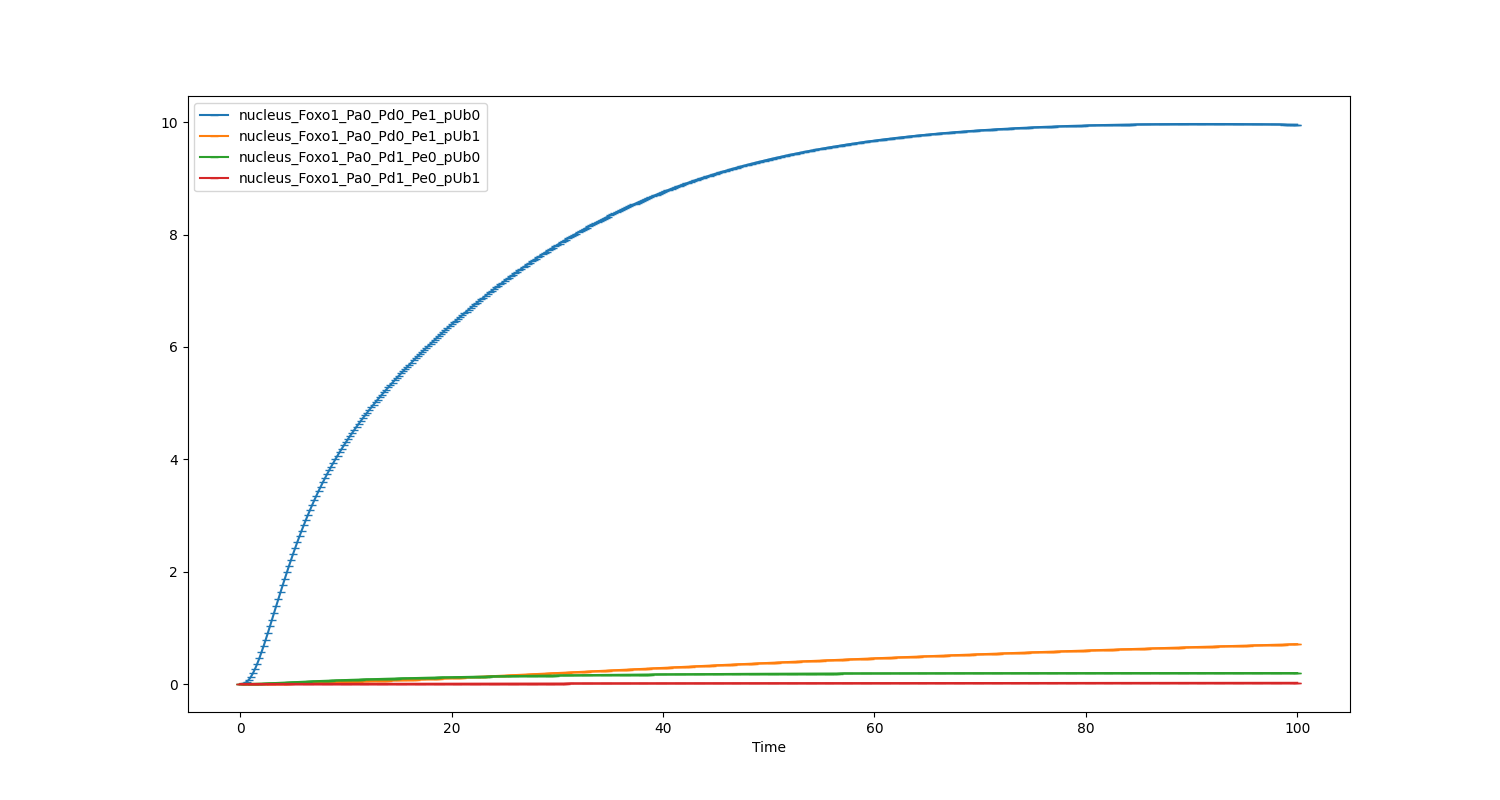 nucleus_Foxo1_Pa0_Pd0_Pe1_pUb0
nucleus_Foxo1_Pa0_Pd0_Pe1_pUb1
nucleus_Foxo1_Pa0_Pd1_Pe0_pUb0
nucleus_Foxo1_Pa0_Pd1_Pe0_pUb1
10
8
6
4
2
0
0 20 40 60 80 100
Time